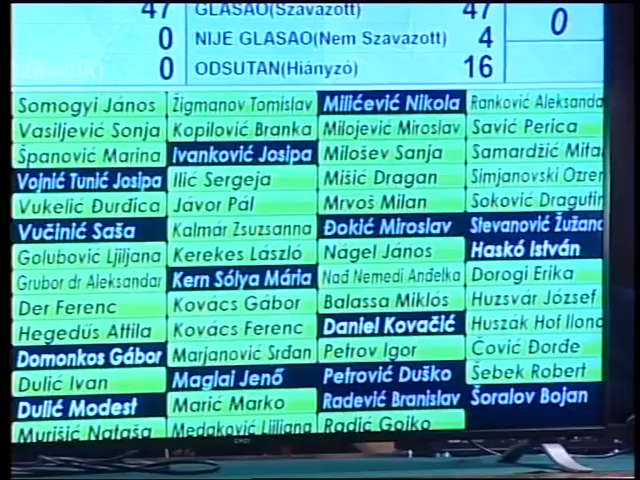 47 GLASAO(Szavazott) 47 0
0 NIJE GLASAO(Nem Szavazott) 4
0 ODSUTAN(Hiányzó) 16
Somogyi János Žigmanov Tomislav Milićević Nikola Ranković Aleksanda
Vasiljević Sonja Kopilović Branka Milojević Miroslav Savić Perica
Španović Marina Ivanković Josipa Milošev Sanja Samardžić Mita
Vojnić Tunić Josipa Ilić Sergeja Mišić Dragan Simjanovski Ozren
Vukelić Đurđica Jávor Pál Mrvoš Milan Soković Dragutin
Vučinić Saša Kalmár Zsuzsanna Đokić Miroslav Stevanović Žužana
Golubović Ljiljana Kerekes László Nágel János Haskó István
Grubor dr Aleksandar Kern Sólya Mária Nađ Nemedi Anđelka Dorogi Erika
Der Ferenc Kovács Gábor Balassa Miklós Huzsvár József
Hegedűs Attila Kovács Ferenc Daniel Kovačić Huszák Hof Ilona
Domonkos Gábor Marjanović Srđan Petrov Igor Čović Đorđe
Dulić Ivan Maglai Jenő Petrović Duško Šebek Robert
Dulić Modest Marić Marko Radević Branislav Šoralov Bojan
Murišić Nataša Medaković Ljiljana Radić Gojko